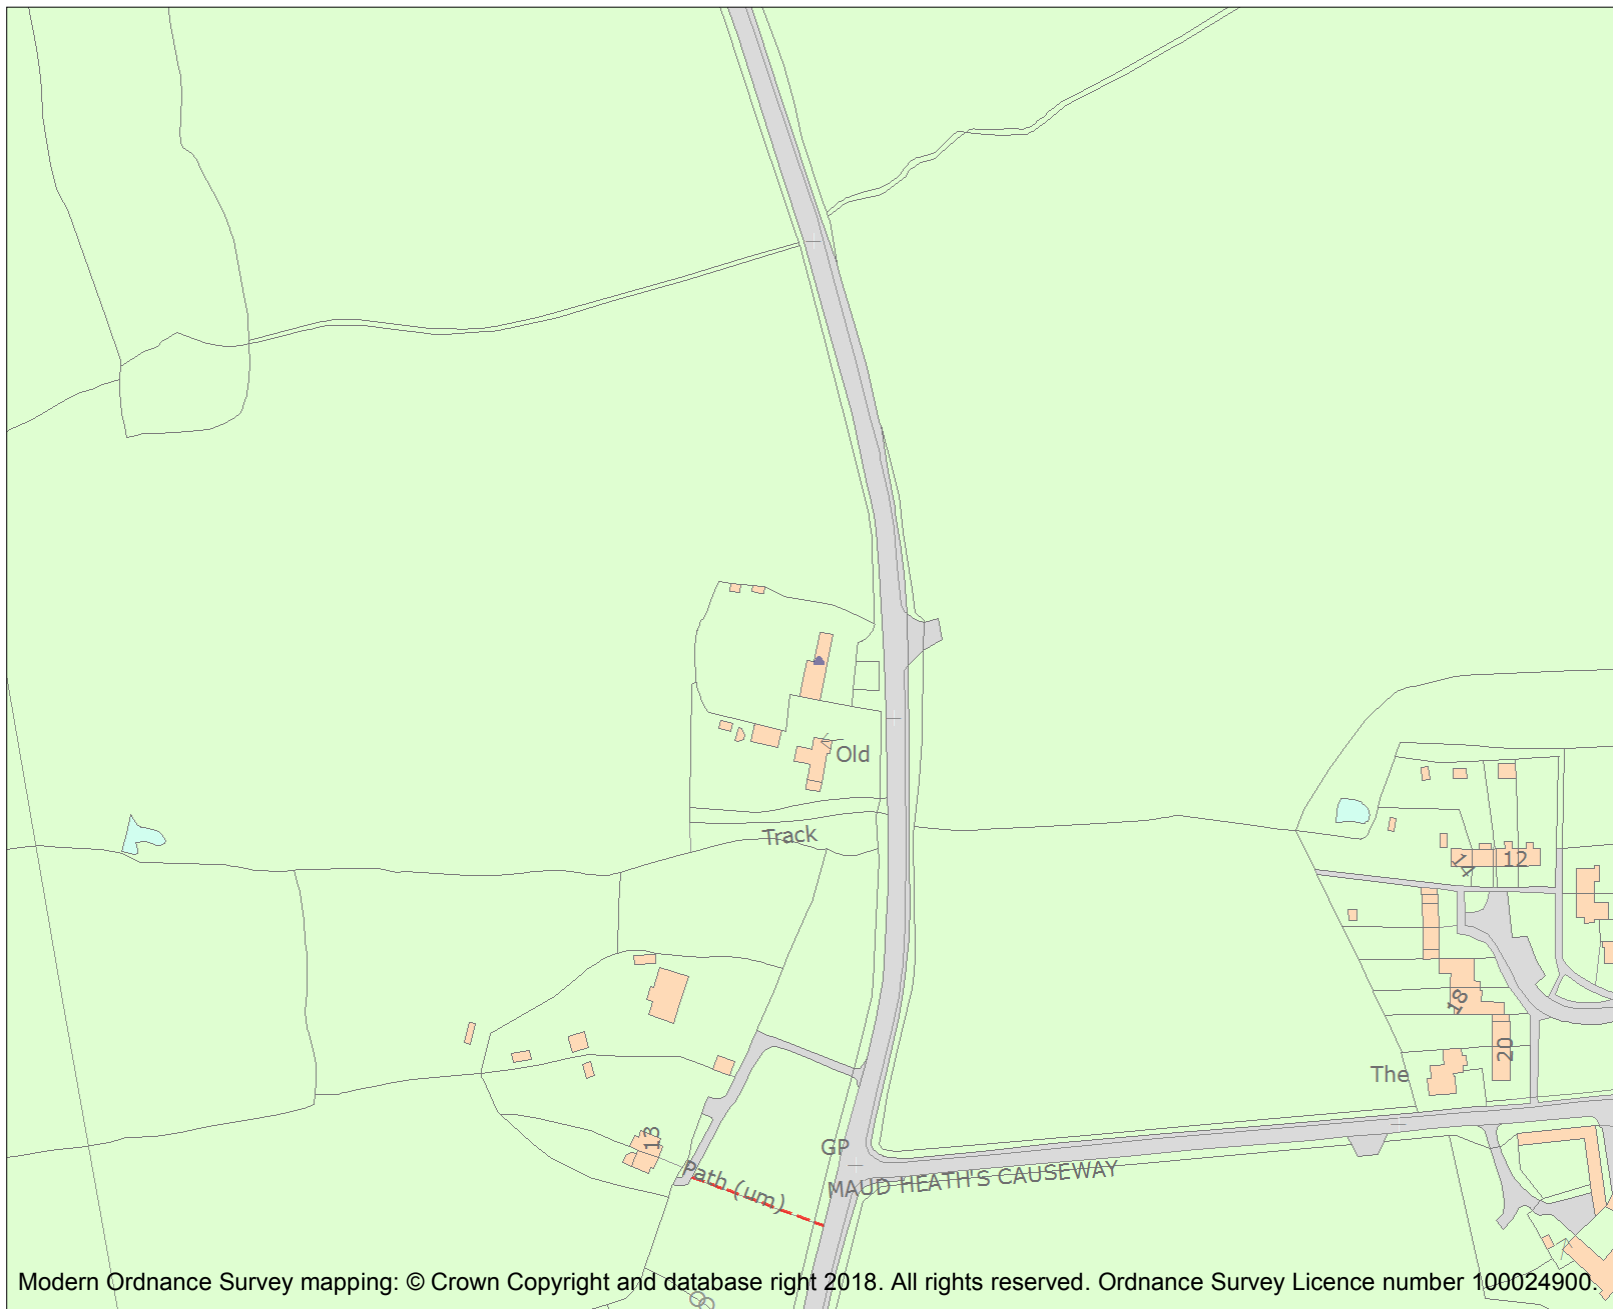 Old
Track
14
12
18
20
The
13
GP
Path (um)
MAUD HEATH'S CAUSEWAY
Modern Ordnance Survey mapping: © Crown Copyright and database right 2018. All rights reserved. Ordnance Survey Licence number 100024900.